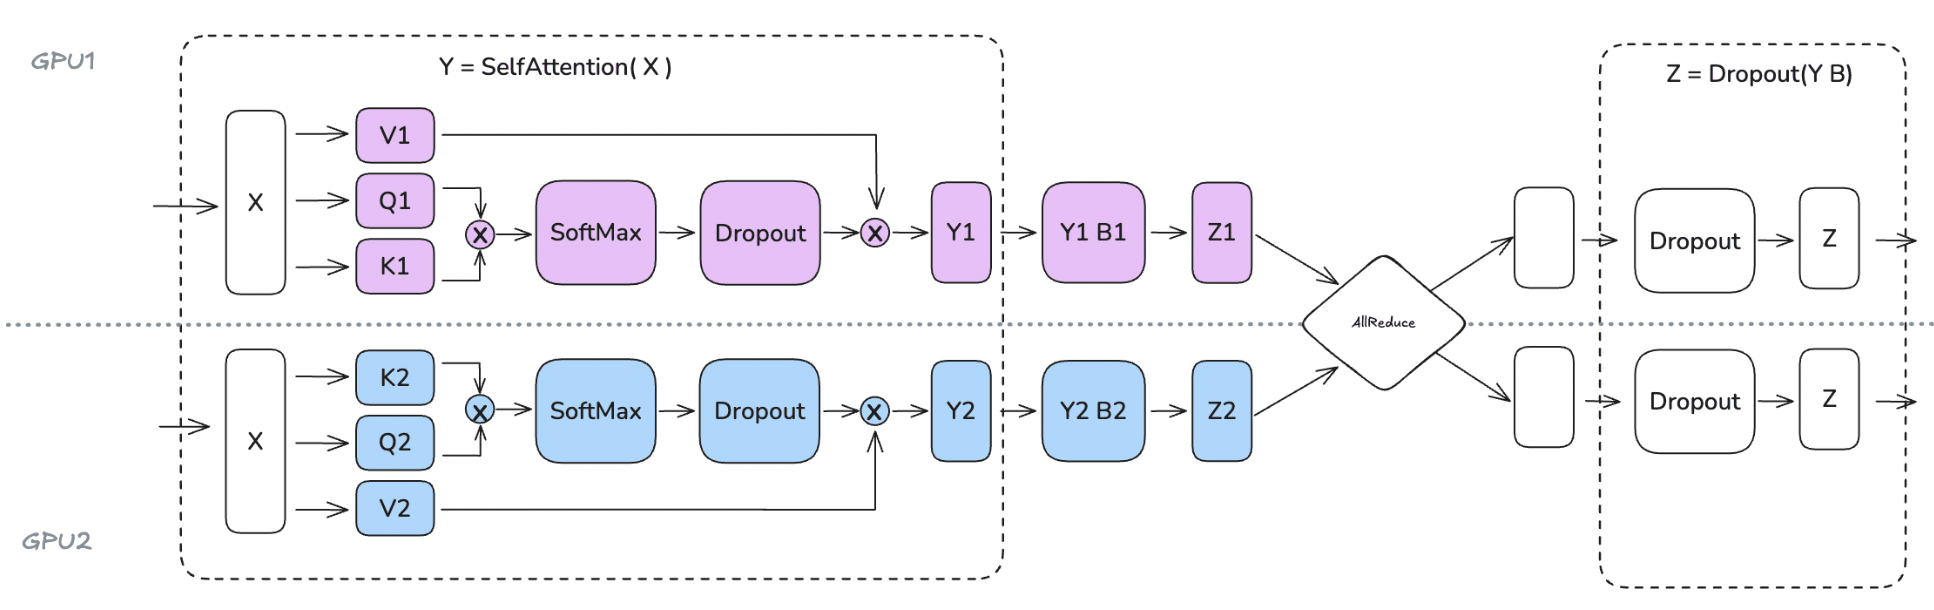 GPU1
Y = SelfAttention( X )
Z = Dropout(Y B)
V1
X
Q1
K1
X
SoftMax
Dropout
X
Y1
Y1 B1
Z1
Dropout
Z
AllReduce
X
K2
Q2
V2
X
SoftMax
Dropout
X
Y2
Y2 B2
Z2
Dropout
Z
GPU2